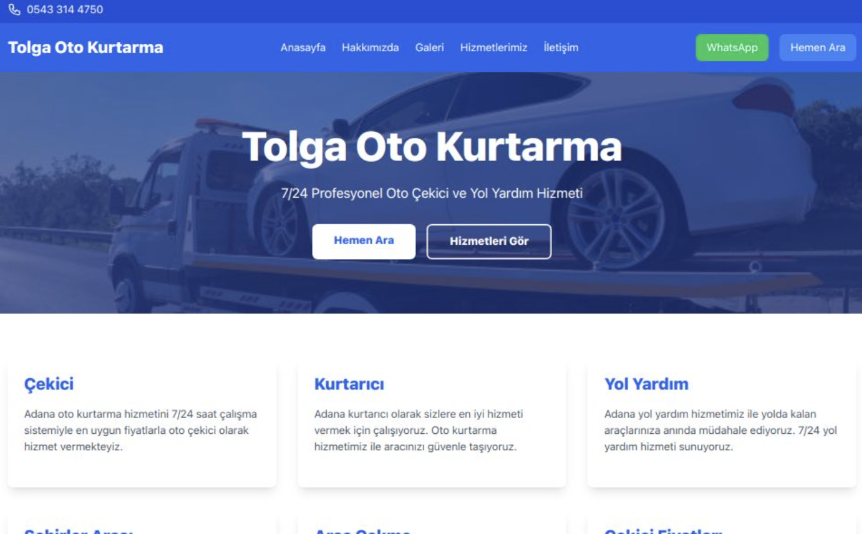 0543 314 4750
Tolga Oto Kurtarma
Anasayfa Hakkımızda Galeri Hizmetlerimiz İletişim
WhatsApp Hemen Ara
Tolga Oto Kurtarma
7/24 Profesyonel Oto Çekici ve Yol Yardım Hizmeti
Hemen Ara Hizmetleri Gör
Çekici
Adana oto kurtarma hizmetini 7/24 saat çalışma
sistemiyle en uygun fiyatlarla oto çekici olarak
hizmet vermekteyiz.
Kurtarıcı
Adana kurtarıcı olarak sizlere en iyi hizmeti
vermek için çalışıyoruz. Oto kurtarma
hizmetimiz ile aracınızı güvenle taşıyoruz.
Yol Yardım
Adana yol yardım hizmetimiz ile yolda kalan
araçlarınıza anında müdahale ediyoruz. 7/24 yol
yardım hizmeti sunuyoruz.